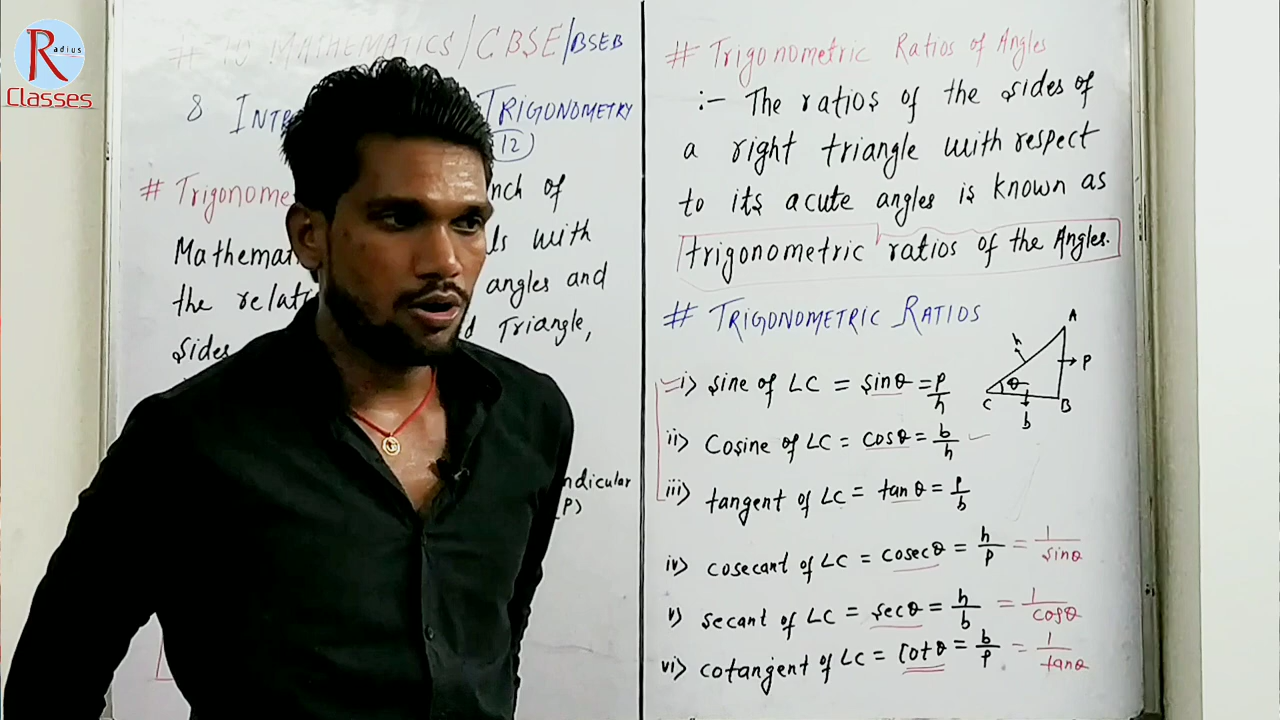 Radius
Classes
# 10 MATHEMATICS/CBSE/BSEB
8 INTR TRIGONOMETRY
12
# Trigonome nch of
Mathemat ls with
the relati angles and
sides d Triangle,
ndicular
(P)
# Trigonometric Ratios of Angles
:- The ratios of the sides of
a right triangle with respect
to its acute angles is known as
trigonometric ratios of the Angles.
# TRIGONOMETRIC RATIOS
A
h
P
θ
C
B
b
i) sine of ∠C = sinθ = P/h
ii) Cosine of ∠C = cosθ = b/h
iii) tangent of ∠C = tanθ = P/b
iv) cosecant of ∠C = cosecθ = h/P = 1/sinθ
v) secant of ∠C = secθ = h/b = 1/cosθ
vi) cotangent of ∠C = Cotθ = b/P = 1/tanθ